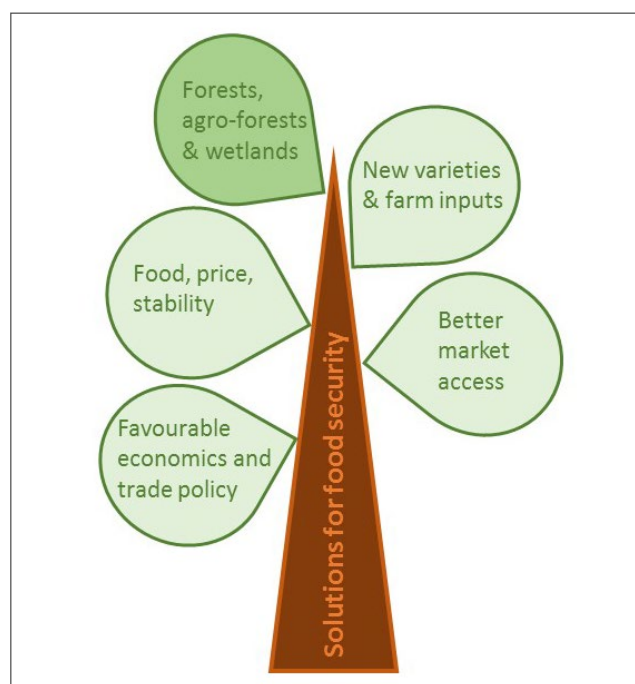 Forests,
agro-forests
& wetlands
New varieties
& farm inputs
Food, price,
stability
Better
market
access
Favourable
economics and
trade policy
Solutions for food security